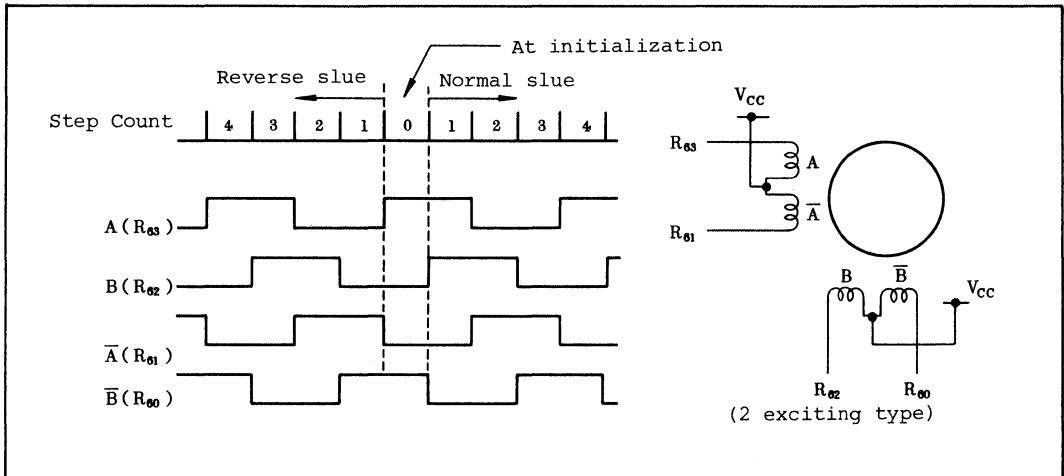 At initialization
Reverse slue Normal slue
Step Count 4 3 2 1 0 1 2 3 4
A(R63)
B(R62)
A̅(R61)
B̅(R60)
VCC
R63
A
A̅
R61
B B̅
VCC
R62 R60
(2 exciting type)